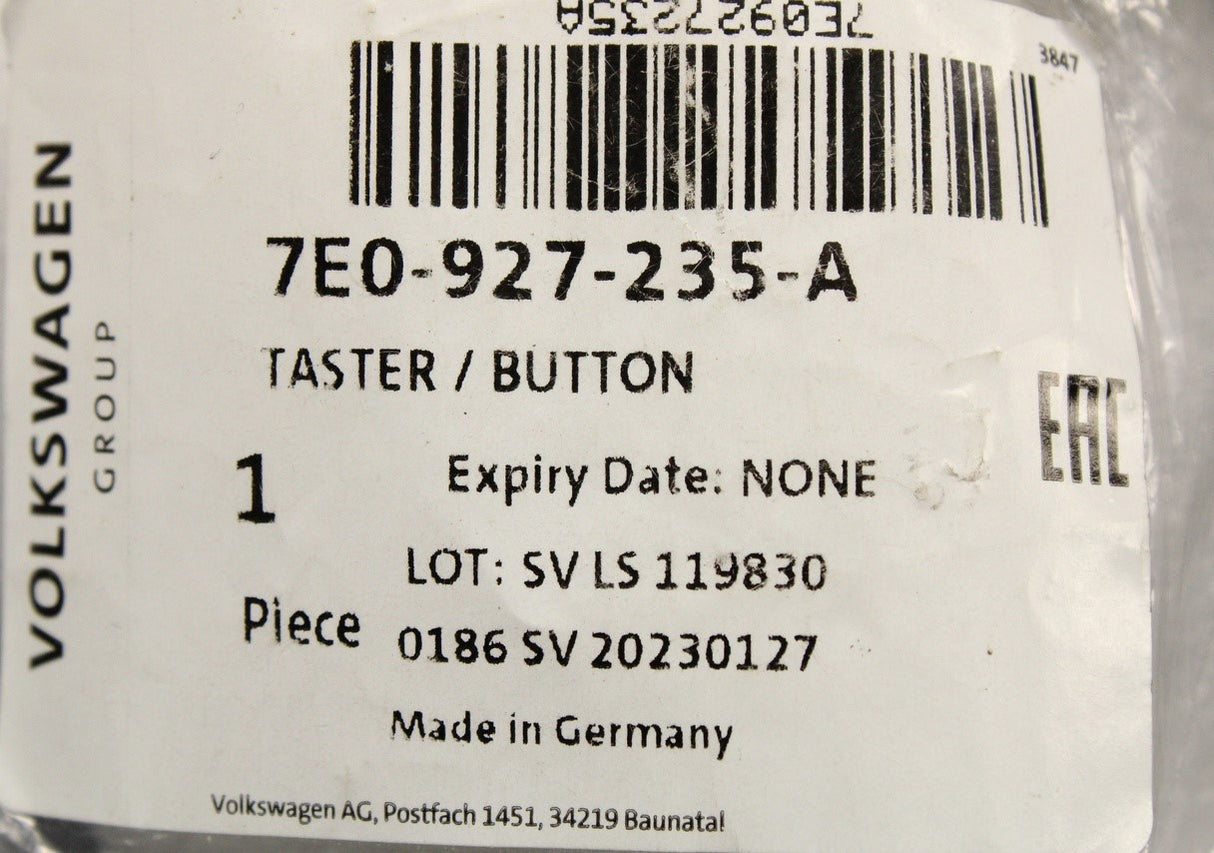 7E0927235A
3847
7E0-927-235-A
TASTER / BUTTON
EAC
1
Expiry Date: NONE
LOT: SV LS 119830
Piece
0186 SV 20230127
Made in Germany
Volkswagen AG, Postfach 1451, 34219 Baunatal
VOLKSWAGEN
GROUP